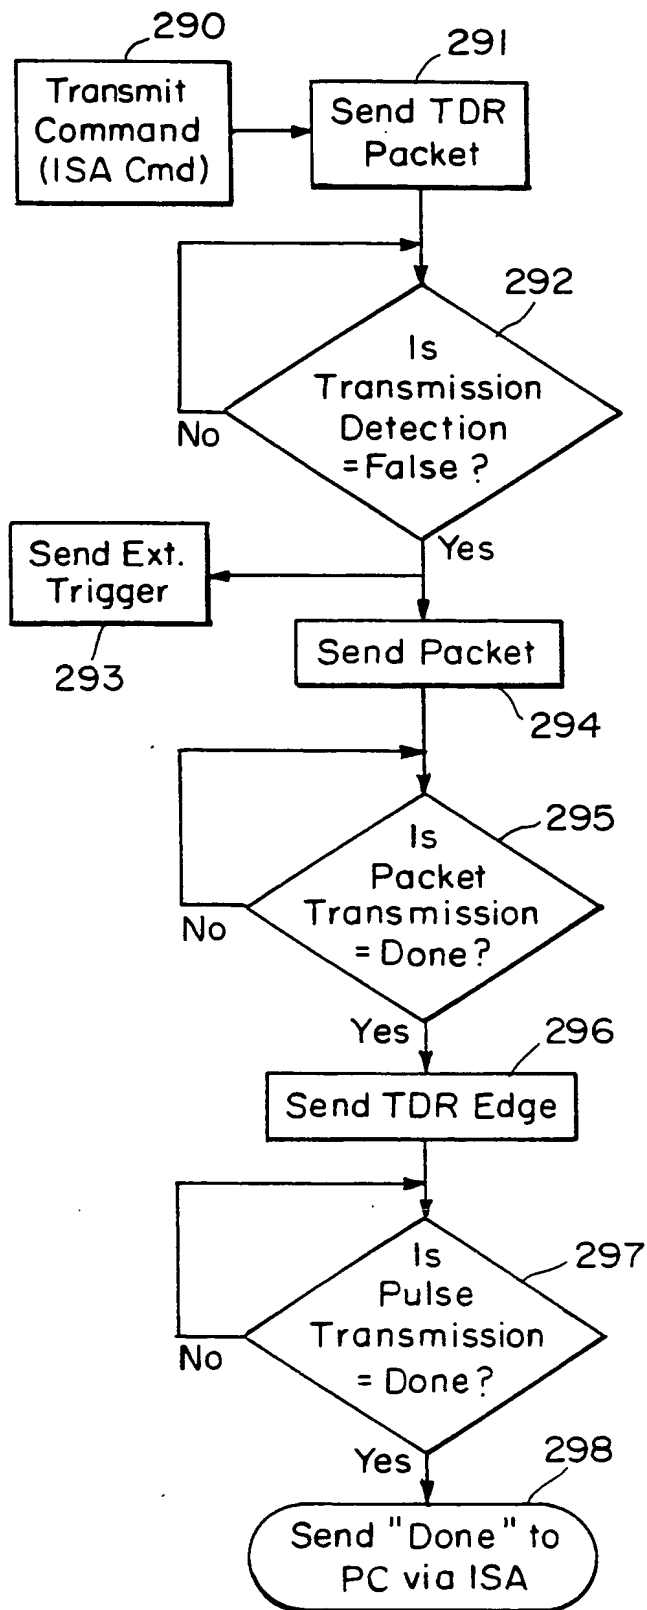 290
Transmit
Command
(ISA Cmd)
291
Send TDR
Packet
292
Is
Transmission
Detection
=False?
No
Yes
Send Ext.
Trigger
293
Send Packet
294
295
Is
Packet
Transmission
=Done?
No
Yes
296
Send TDR Edge
297
Is
Pulse
Transmission
=Done?
No
Yes
298
Send "Done" to
PC via ISA